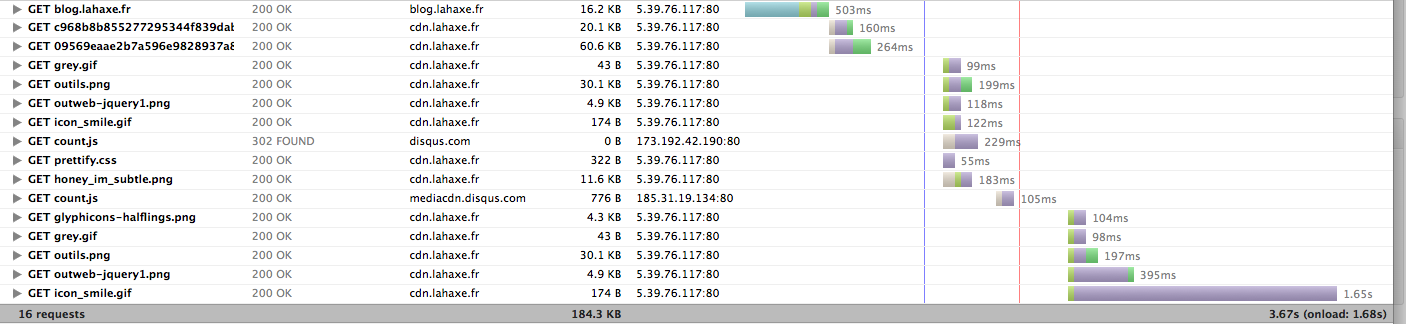 GET blog.lahaxe.fr 200 OK blog.lahaxe.fr 16.2 KB 5.39.76.117:80 503ms
GET c968b8b855277295344f839dab 200 OK cdn.lahaxe.fr 20.1 KB 5.39.76.117:80 160ms
GET 09569eaae2b7a596e9828937a8 200 OK cdn.lahaxe.fr 60.6 KB 5.39.76.117:80 264ms
GET grey.gif 200 OK cdn.lahaxe.fr 43 B 5.39.76.117:80 99ms
GET outils.png 200 OK cdn.lahaxe.fr 30.1 KB 5.39.76.117:80 199ms
GET outweb-jquery1.png 200 OK cdn.lahaxe.fr 4.9 KB 5.39.76.117:80 118ms
GET icon_smile.gif 200 OK cdn.lahaxe.fr 174 B 5.39.76.117:80 122ms
GET count.js 302 FOUND disqus.com 0 B 173.192.42.190:80 229ms
GET prettify.css 200 OK cdn.lahaxe.fr 322 B 5.39.76.117:80 55ms
GET honey_im_subtle.png 200 OK cdn.lahaxe.fr 11.6 KB 5.39.76.117:80 183ms
GET count.js 200 OK mediacdn.disqus.com 776 B 185.31.19.134:80 105ms
GET glyphicons-halflings.png 200 OK cdn.lahaxe.fr 4.3 KB 5.39.76.117:80 104ms
GET grey.gif 200 OK cdn.lahaxe.fr 43 B 5.39.76.117:80 98ms
GET outils.png 200 OK cdn.lahaxe.fr 30.1 KB 5.39.76.117:80 197ms
GET outweb-jquery1.png 200 OK cdn.lahaxe.fr 4.9 KB 5.39.76.117:80 395ms
GET icon_smile.gif 200 OK cdn.lahaxe.fr 174 B 5.39.76.117:80 1.65s
16 requests 184.3 KB 3.67s (onload: 1.68s)